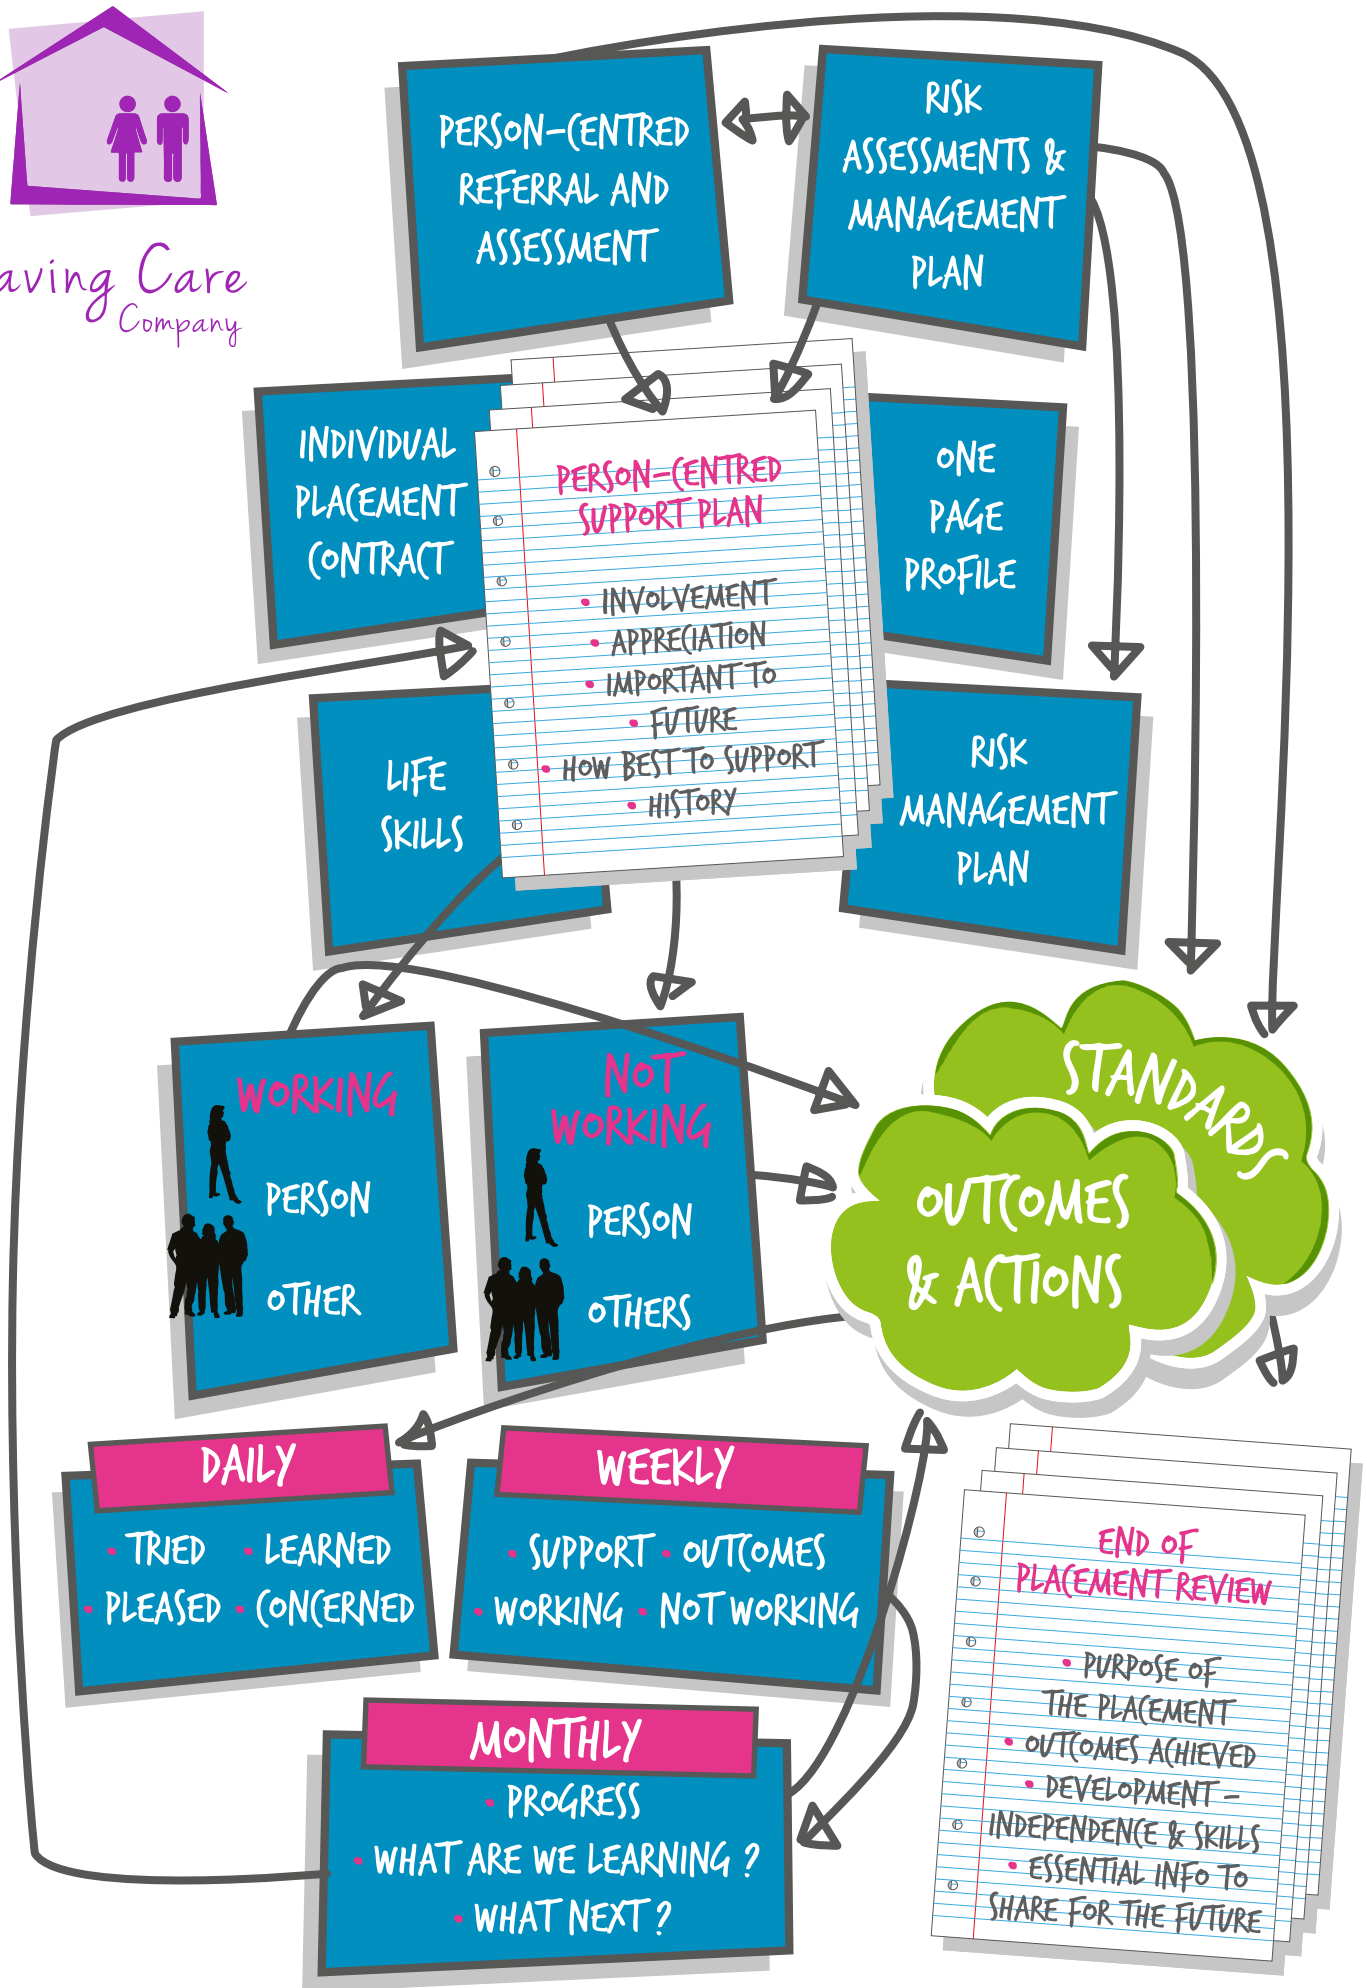 aving Care
Company
PERSON-CENTRED
REFERRAL AND
ASSESSMENT
RISK
ASSESSMENTS &
MANAGEMENT
PLAN
INDIVIDUAL
PLACEMENT
CONTRACT
PERSON-CENTRED
SUPPORT PLAN
• INVOLVEMENT
• APPRECIATION
• IMPORTANT TO
• FUTURE
• HOW BEST TO SUPPORT
• HISTORY
ONE
PAGE
PROFILE
LIFE
SKILLS
RISK
MANAGEMENT
PLAN
WORKING
PERSON
OTHER
NOT
WORKING
PERSON
OTHERS
STANDARDS
OUTCOMES
& ACTIONS
DAILY
• TRIED • LEARNED
• PLEASED • CONCERNED
WEEKLY
• SUPPORT • OUTCOMES
• WORKING • NOT WORKING
MONTHLY
• PROGRESS
• WHAT ARE WE LEARNING ?
• WHAT NEXT ?
END OF
PLACEMENT REVIEW
• PURPOSE OF
THE PLACEMENT
• OUTCOMES ACHIEVED
• DEVELOPMENT –
INDEPENDENCE & SKILLS
• ESSENTIAL INFO TO
SHARE FOR THE FUTURE